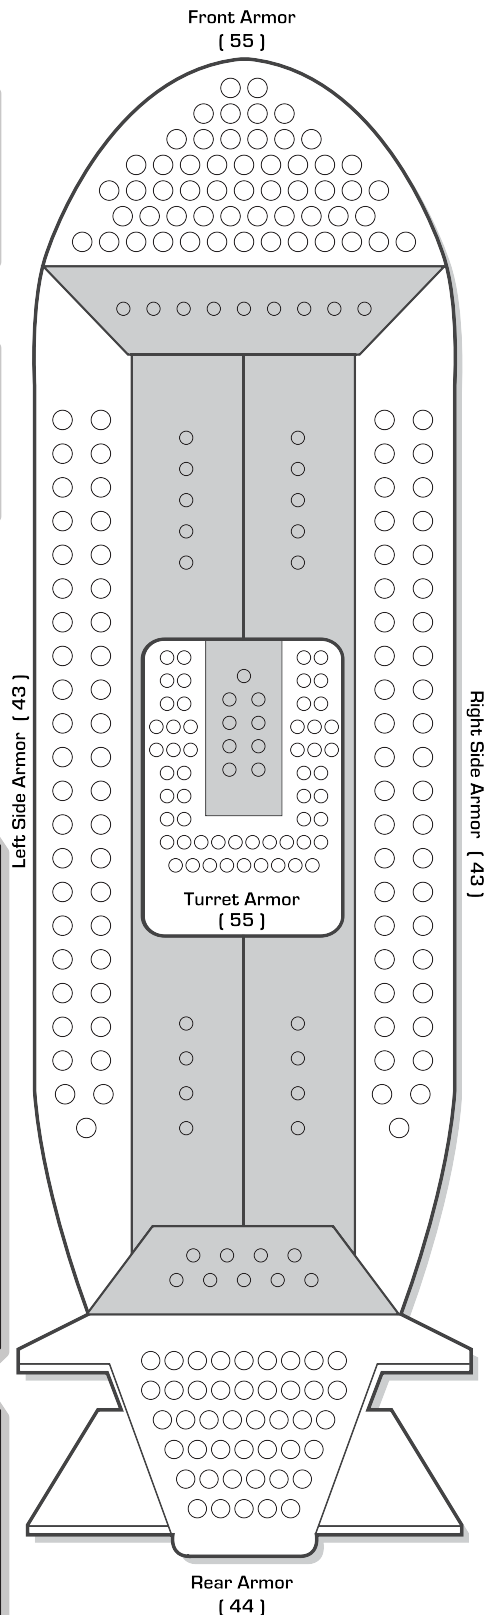 Front Armor
( 55 )
Left Side Armor ( 43 )
Right Side Armor ( 43 )
Turret Armor
( 55 )
Rear Armor
( 44 )